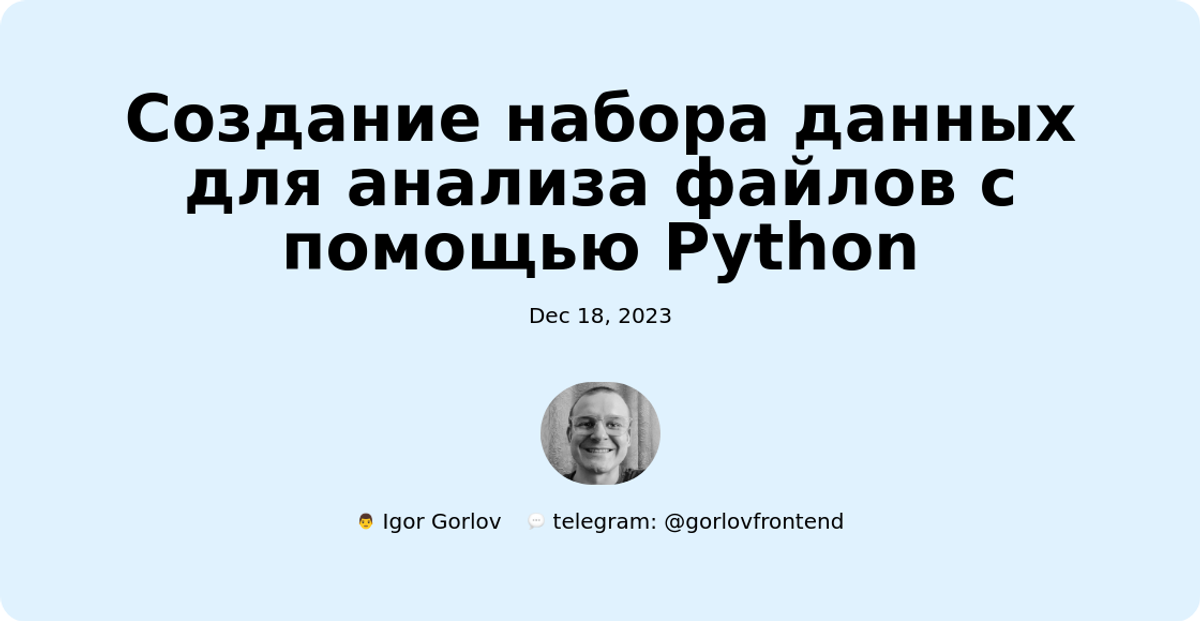 Создание набора данных
для анализа файлов с
помощью Python
Dec 18, 2023
👨 Igor Gorlov 💬 telegram: @gorlovfrontend